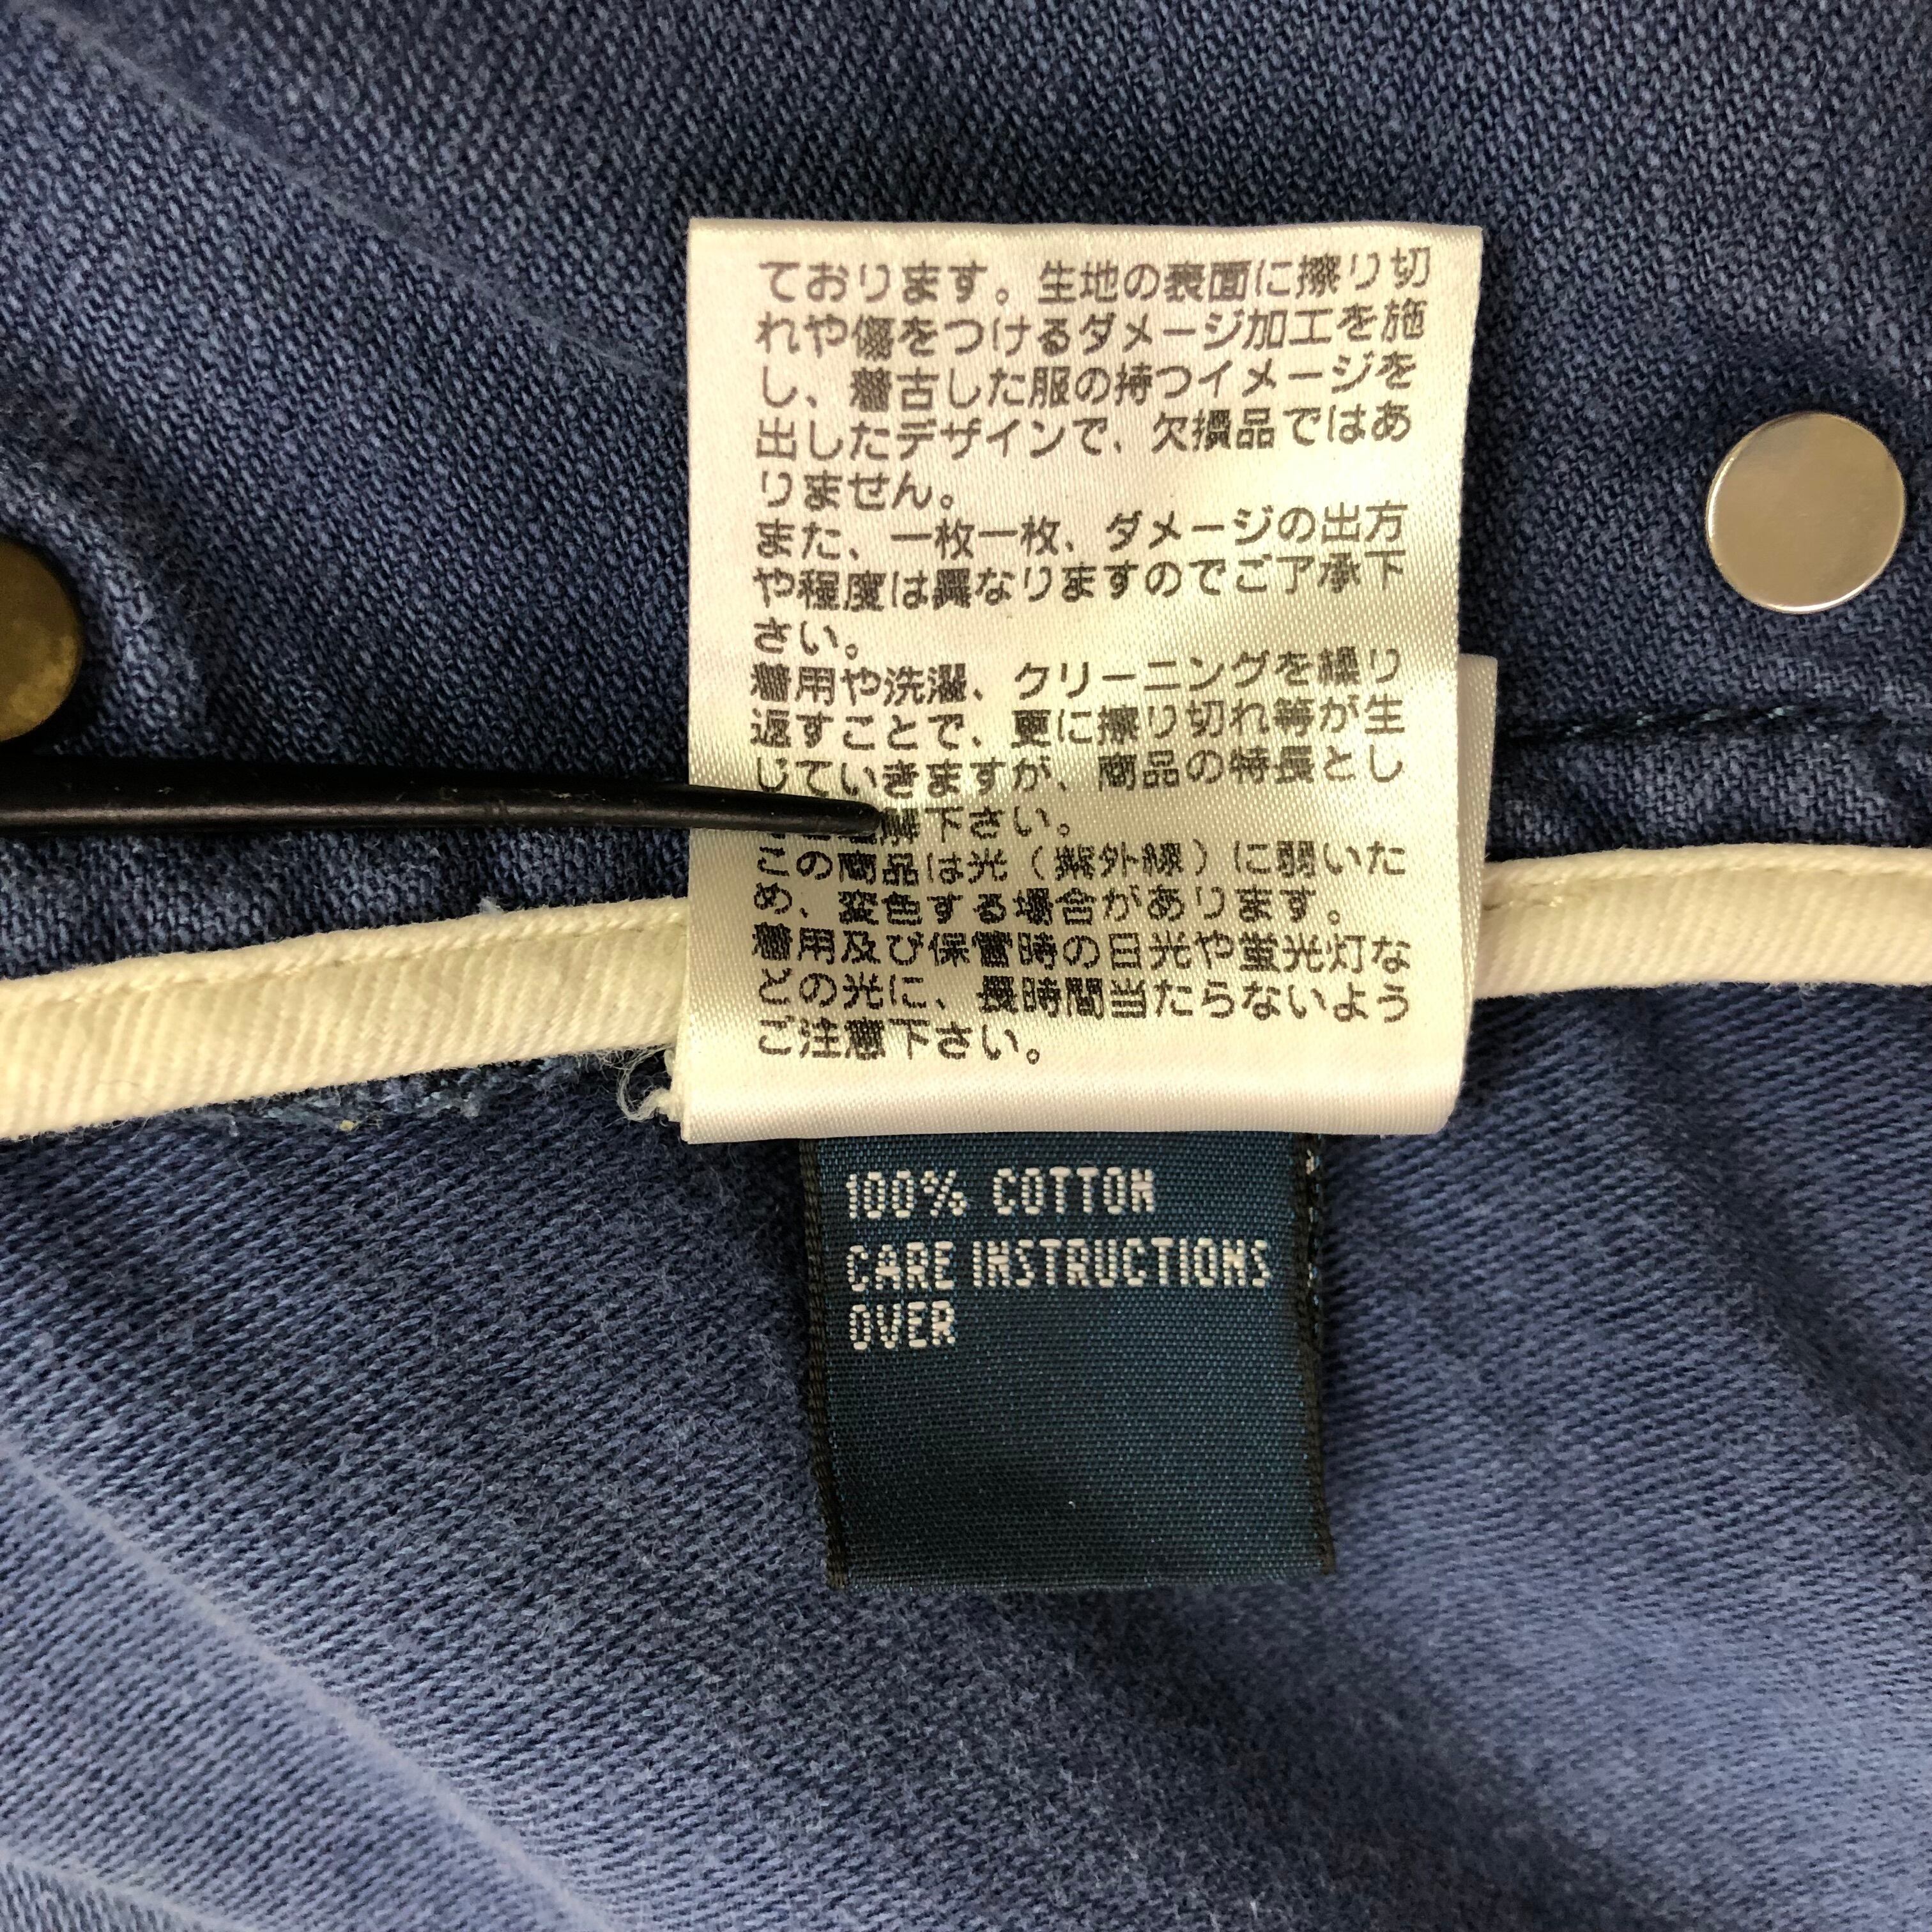 ております。生地の表面に擦り切
れや傷をつけるダメージ加工を施
し、着古した服の持つイメージを
出したデザインで、欠損品ではあ
りません。
また、一枚一枚、ダメージの出方
や程度は異なりますのでご了承下
さい。
着用や洗濯、クリーニングを繰り
返すことで、更に擦り切れ等が生
じていきますが、商品の特長とし
解下さい。
この商品は光（紫外線）に弱いた
め、変色する場合があります。
着用及び保管時の日光や蛍光灯な
どの光に、長時間当たらないよう
ご注意下さい。
100% COTTON
CARE INSTRUCTIONS
OVER